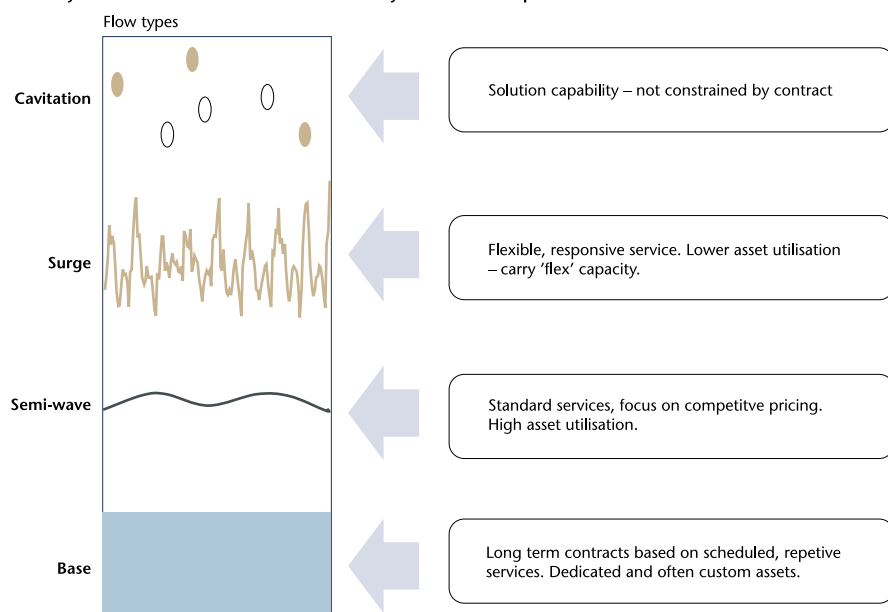 Flow types
Cavitation
Solution capability – not constrained by contract
Surge
Flexible, responsive service. Lower asset utilisation
– carry ‘flex’ capacity.
Semi-wave
Standard services, focus on competitve pricing.
High asset utilisation.
Base
Long term contracts based on scheduled, repetive
services. Dedicated and often custom assets.